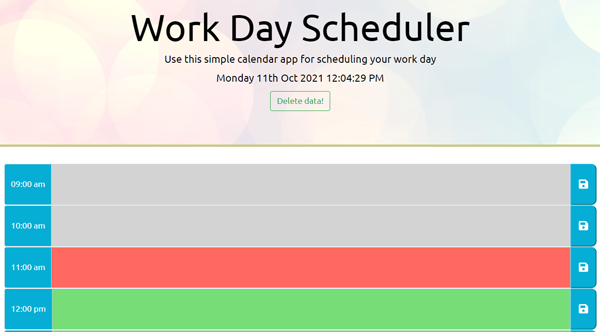 Work Day Scheduler
Use this simple calendar app for scheduling your work day
Monday 11th Oct 2021 12:04:29 PM
Delete data!
09:00 am
10:00 am
11:00 am
12:00 pm